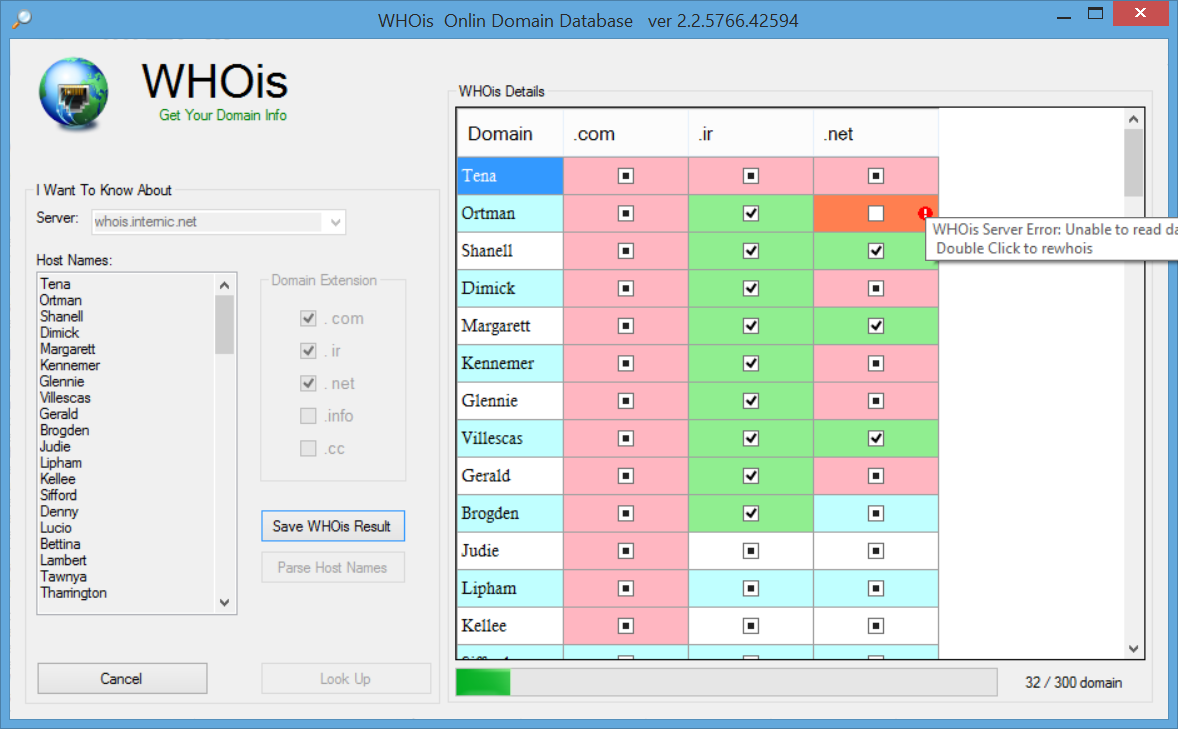 WHOis  Onlin Domain Database   ver 2.2.5766.42594
WHOis
Get Your Domain Info
I Want To Know About
Server:
whois.internic.net
Host Names:
Tena
Ortman
Shanell
Dimick
Margarett
Kennemer
Glennie
Villescas
Gerald
Brogden
Judie
Lipham
Kellee
Sifford
Denny
Lucio
Bettina
Lambert
Tawnya
Tharrington
Domain Extension
. com
. ir
. net
.info
.cc
Save WHOis Result
Parse Host Names
Cancel
Look Up
WHOis Details
Domain .com .ir .net
Tena
Ortman
WHOis Server Error: Unable to read da
Double Click to rewhois
Shanell
Dimick
Margarett
Kennemer
Glennie
Villescas
Gerald
Brogden
Judie
Lipham
Kellee
32 / 300 domain